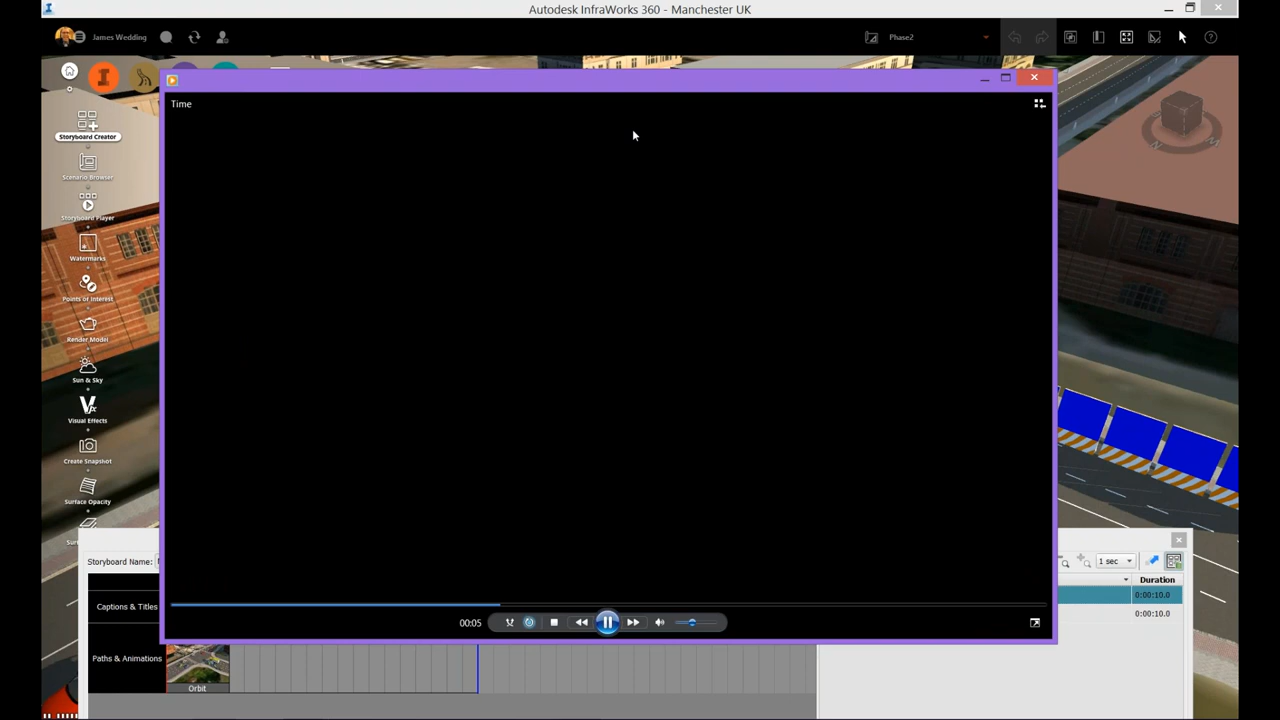 Autodesk InfraWorks 360 - Manchester UK
James Wedding
Phase2
Time
Storyboard Creator
Scenario Browser
Storyboard Player
Watermarks
Points of Interest
Render Model
Sun & Sky
Visual Effects
Create Snapshot
Surface Opacity
Storyboard Name:
1 sec
Duration
0:00:10.0
Captions & Titles
0:00:10.0
00:05
Paths & Animations
Orbit